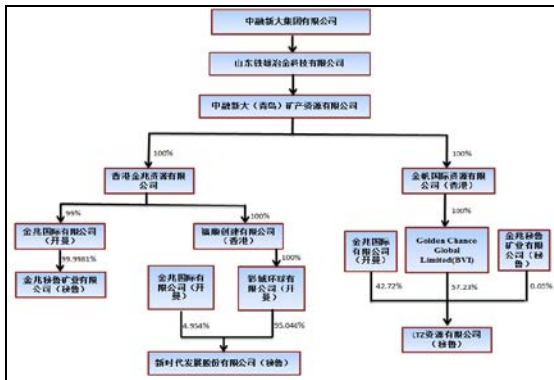 中融新大集团有限公司
山东铁雄冶金科技有限公司
中融新大（青岛）矿产资源有限公司
100%
100%
香港金兆资源有限
公司
金帆国际资源有限
公司（香港）
99%
100%
100%
金兆国际有限公司
（开曼）
福顺创建有限公司
（香港）
金兆国际
有限公司
（开曼）
Golden Chance
Global
Limited(BVI)
金兆秘鲁
矿业有限
公司（秘
鲁）
99.9981%
100%
金兆秘鲁矿业有限公
司（秘鲁）
金兆国际有
限公司（开
曼）
彩城环球有
限公司（开
曼）
42.72%
57.23%
0.05%
4.954%
95.046%
LTZ资源有限公司
（秘鲁）
新时代发展股份有限公司（秘鲁）